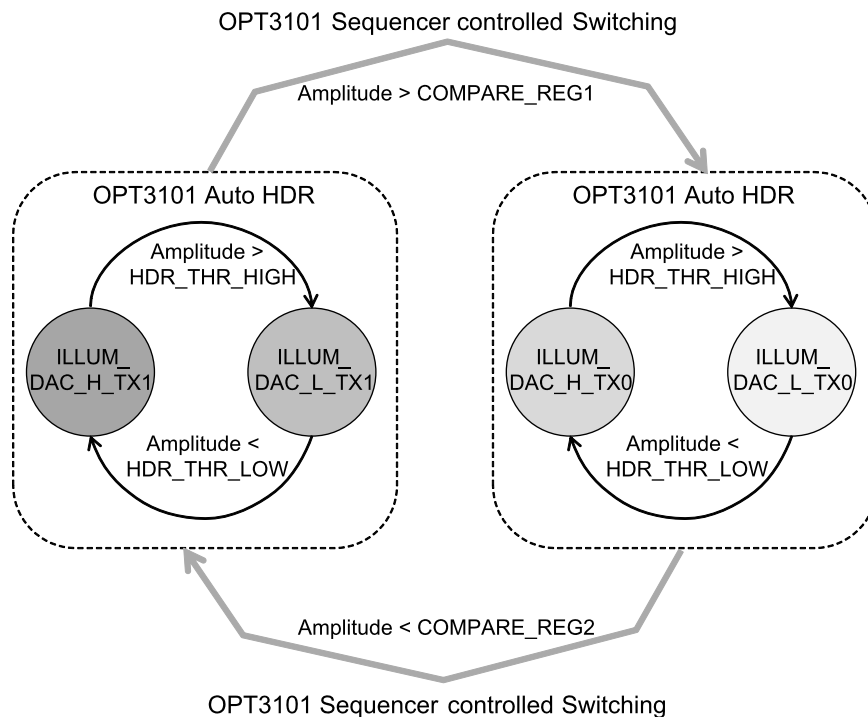 OPT3101 Sequencer controlled Switching
Amplitude > COMPARE_REG1
OPT3101 Auto HDR
Amplitude >
HDR_THR_HIGH
ILLUM_
DAC_H_TX1
ILLUM_
DAC_L_TX1
Amplitude <
HDR_THR_LOW
OPT3101 Auto HDR
Amplitude >
HDR_THR_HIGH
ILLUM_
DAC_H_TX0
ILLUM_
DAC_L_TX0
Amplitude <
HDR_THR_LOW
Amplitude < COMPARE_REG2
OPT3101 Sequencer controlled Switching